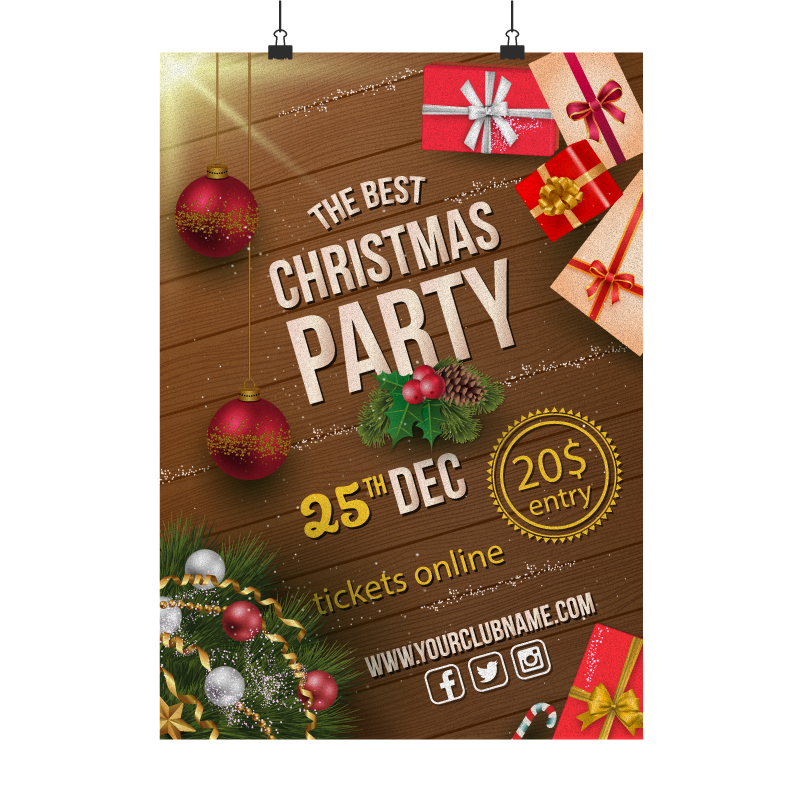 THE BEST
CHRISTMAS
PARTY
25TH DEC
20$
entry
tickets online
WWW.YOURCLUBNAME.COM